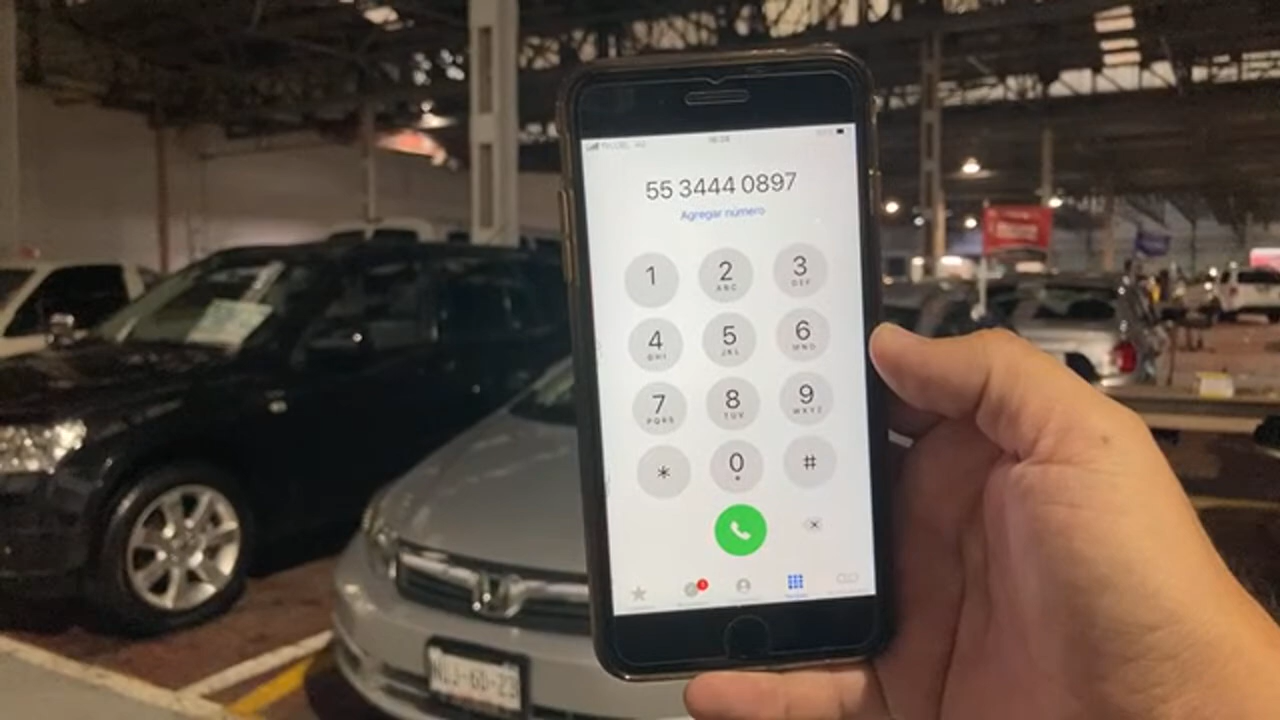 55 3444 0897
Agregar número
1
2
ABC
3
DEF
4
GHI
5
JKL
6
MNO
7
PQRS
8
TUV
9
WXYZ
*
0
#